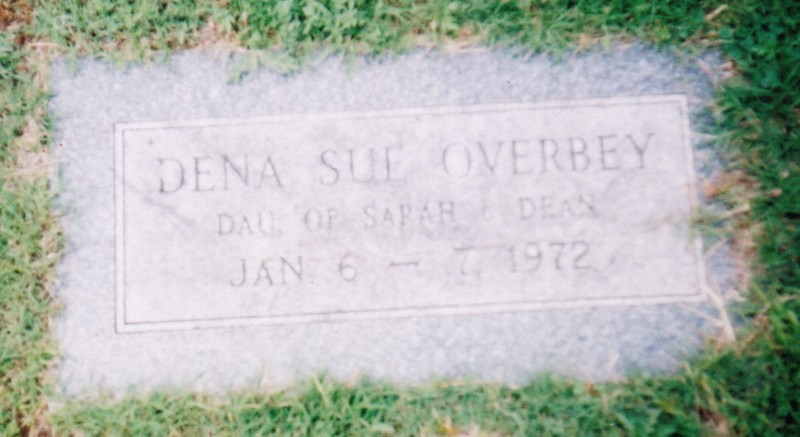 DENA SUE OVERBEY
DAU. OF SARAH & DEAN
JAN. 6 — 7, 1972